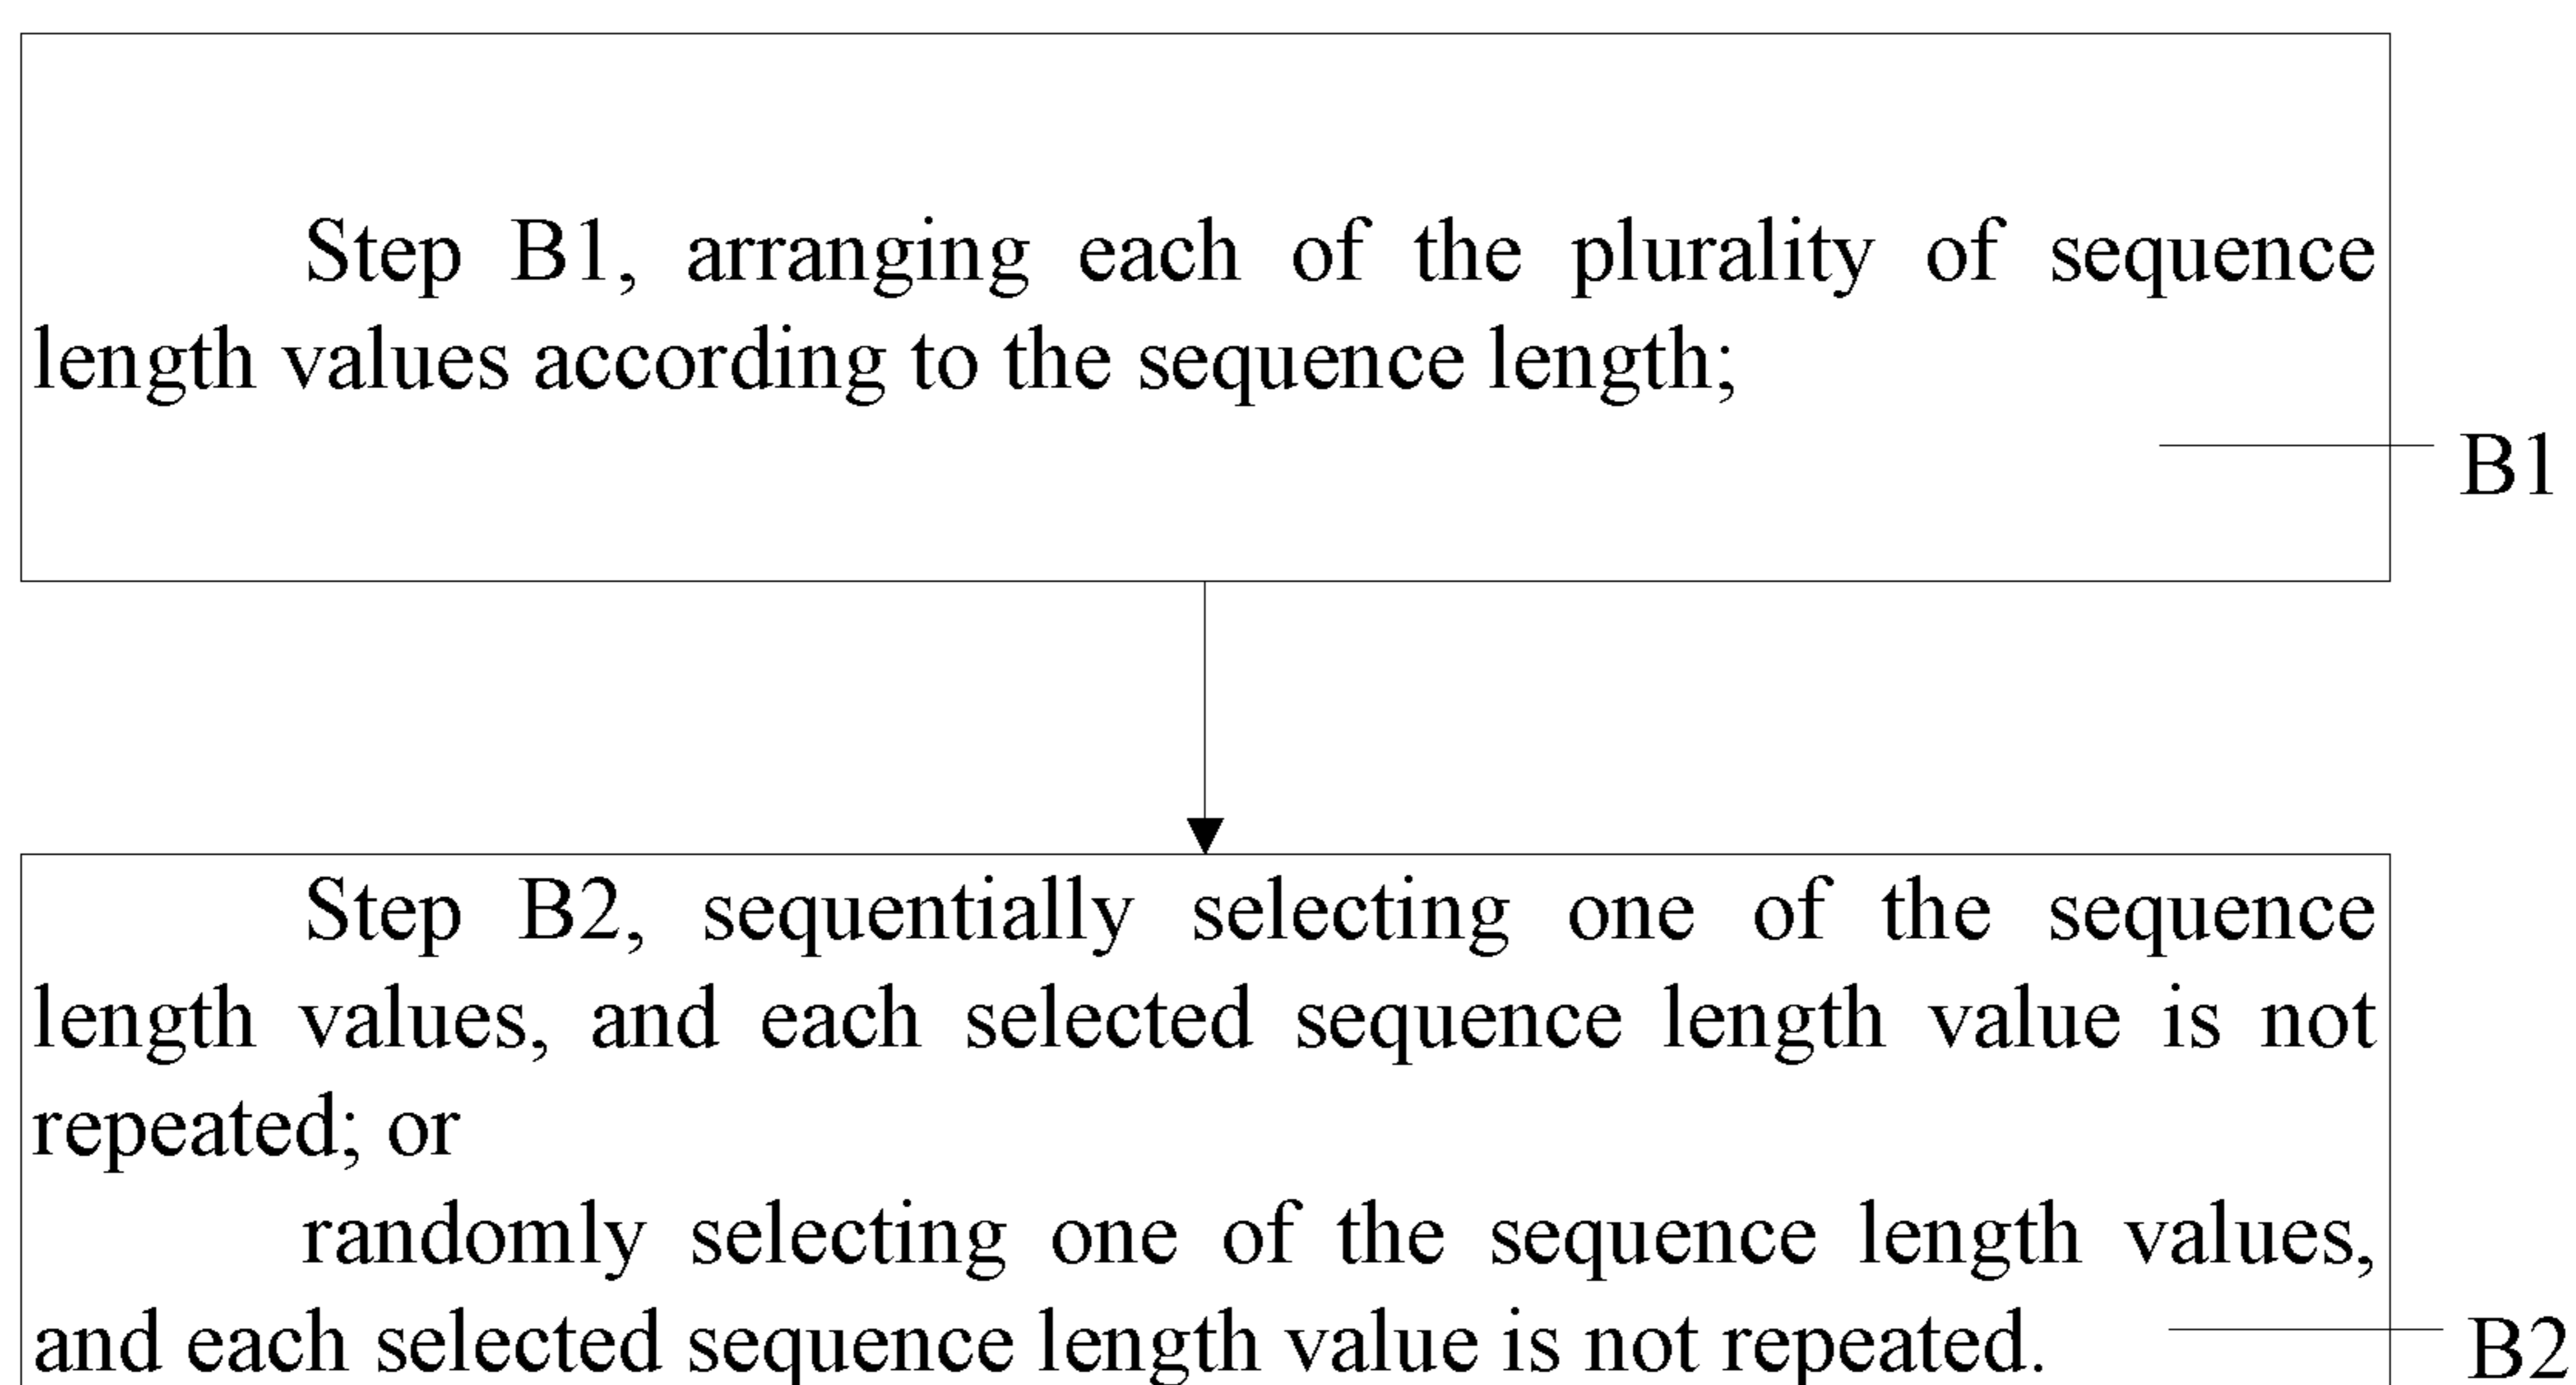 Step B1, arranging each of the plurality of sequence
length values according to the sequence length;
B1
Step B2, sequentially selecting one of the sequence
length values, and each selected sequence length value is not
repeated; or
randomly selecting one of the sequence length values,
and each selected sequence length value is not repeated.
B2